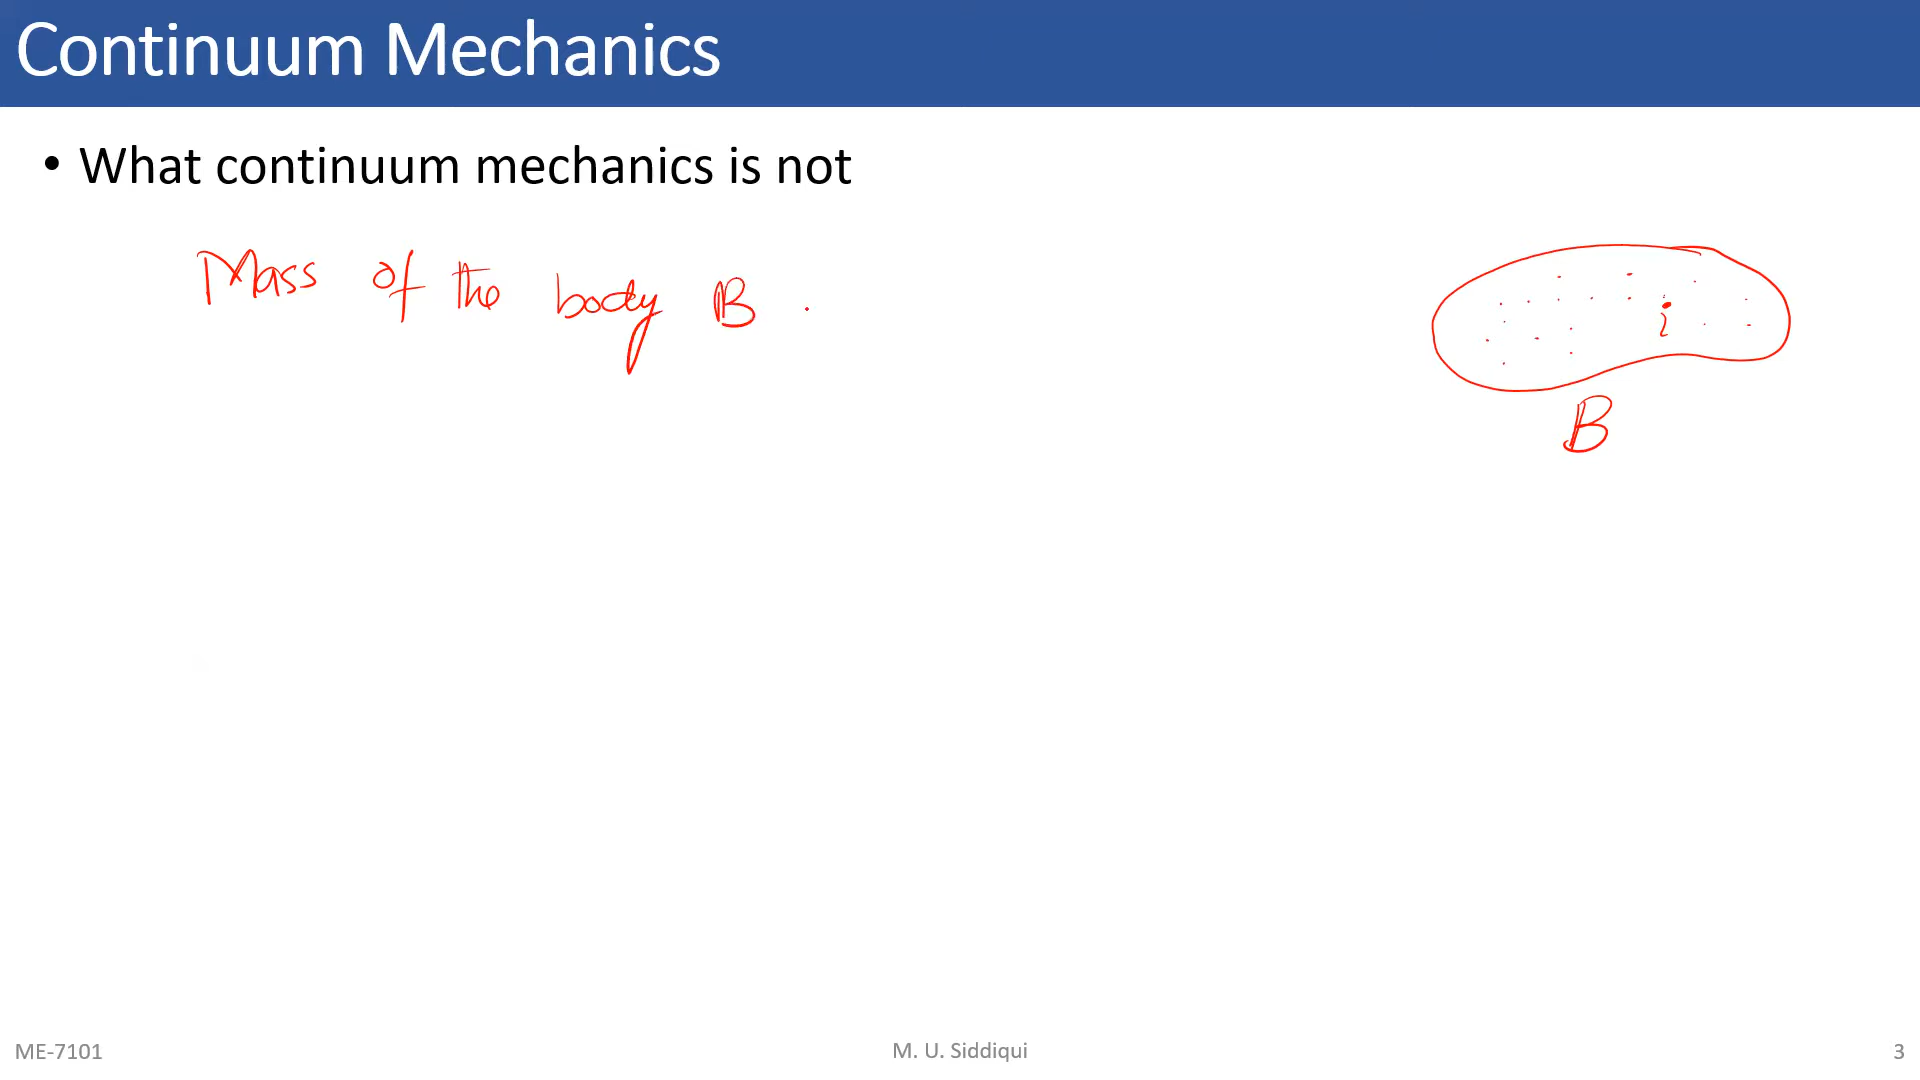 Continuum Mechanics
• What continuum mechanics is not
Mass of the body B .
i
B
ME-7101
M. U. Siddiqui
3